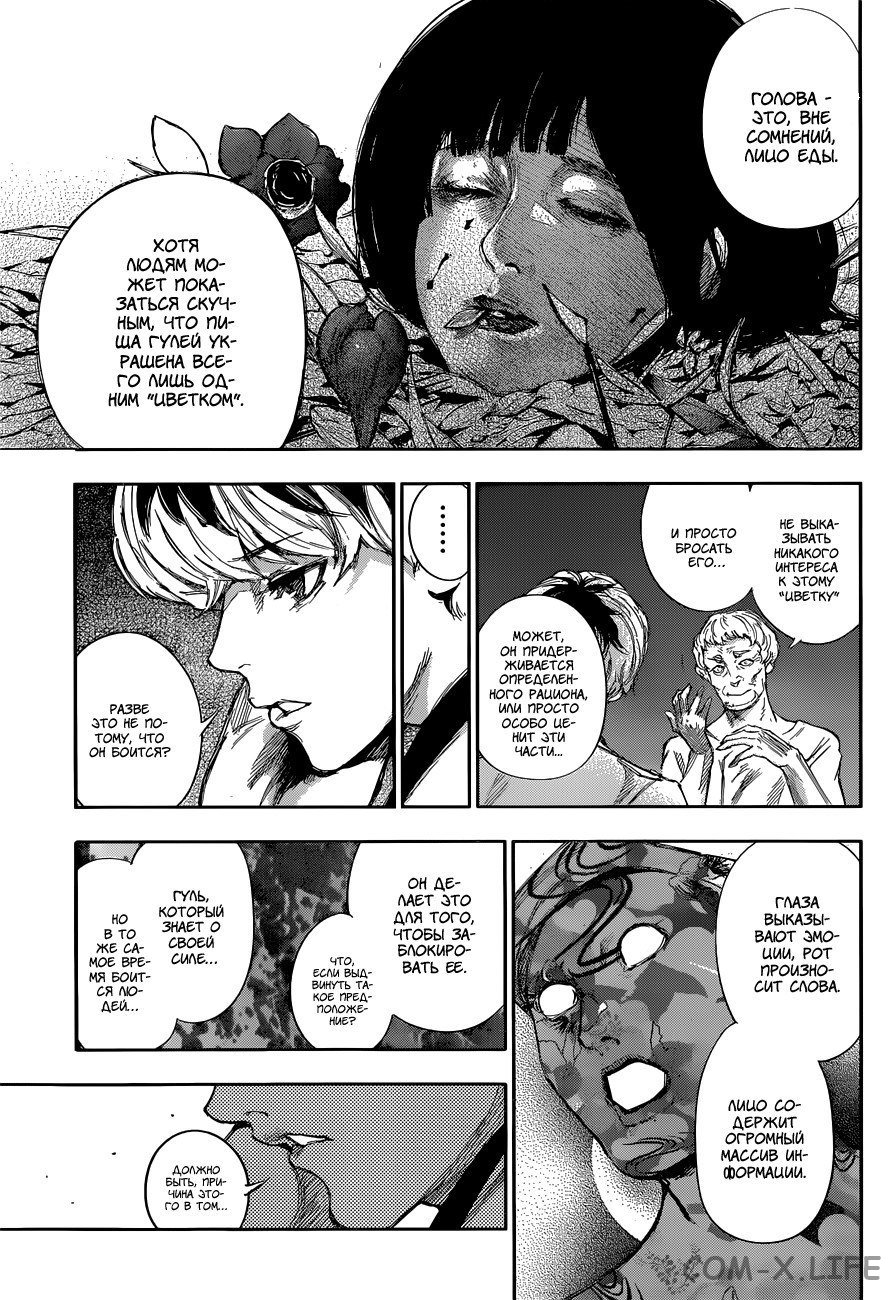 ГОЛОВА -
ЭТО, ВНЕ
СОМНЕНИЙ,
ЛИЦО ЕДЫ.
ХОТЯ
ЛЮДЯМ МО-
ЖЕТ ПОКА-
ЗАТЬСЯ СКУЧ-
НЫМ, ЧТО ПИ-
ЩА ГУЛЕЙ УК-
РАШЕНА ВСЕ-
ГО ЛИШЬ ОД-
НИМ "ЦВЕТКОМ".
НЕ ВЫКА-
ЗЫВАТЬ
НИКАКОГО
ИНТЕРЕСА
К ЭТОМУ
"ЦВЕТКУ"
И ПРОСТО
БРОСАТЬ
ЕГО...
МОЖЕТ,
ОН ПРИДЕР-
ЖИВАЕТСЯ
ОПРЕДЕЛЕН-
НОГО РАЦИОНА,
ИЛИ ПРОСТО
ОСОБО ЦЕ-
НИТ ЭТИ
ЧАСТИ...
.....
РАЗВЕ
ЭТО НЕ ПО-
ТОМУ, ЧТО
ОН БОИТСЯ?
ГЛАЗА
ВЫКАЗЫ-
ВАЮТ ЭМО-
ЦИИ, РОТ
ПРОИЗНО-
СИТ СЛОВА.
ЛИЦО СО-
ДЕРЖИТ
ОГРОМНЫЙ
МАССИВ ИН-
ФОРМАЦИИ.
ОН ДЕ-
ЛАЕТ ЭТО
ДЛЯ ТОГО,
ЧТОБЫ ЗА-
БЛОКИРО-
ВАТЬ ЕЕ.
ЧТО,
ЕСЛИ ВЫД-
ВИНУТЬ ТА-
КОЕ ПРЕД-
ПОЛОЖЕ-
НИЕ?
ГУЛЬ,
КОТОРЫЙ
ЗНАЕТ О
СВОЕЙ
СИЛЕ...
НО
В ТО
ЖЕ СА-
МОЕ ВРЕ-
МЯ БОИТ-
СЯ ЛЮ-
ДЕЙ...
ДОЛЖНО
БЫТЬ, ПРИ-
ЧИНА ЭТО-
ГО В ТОМ...
COM-X.LIFE